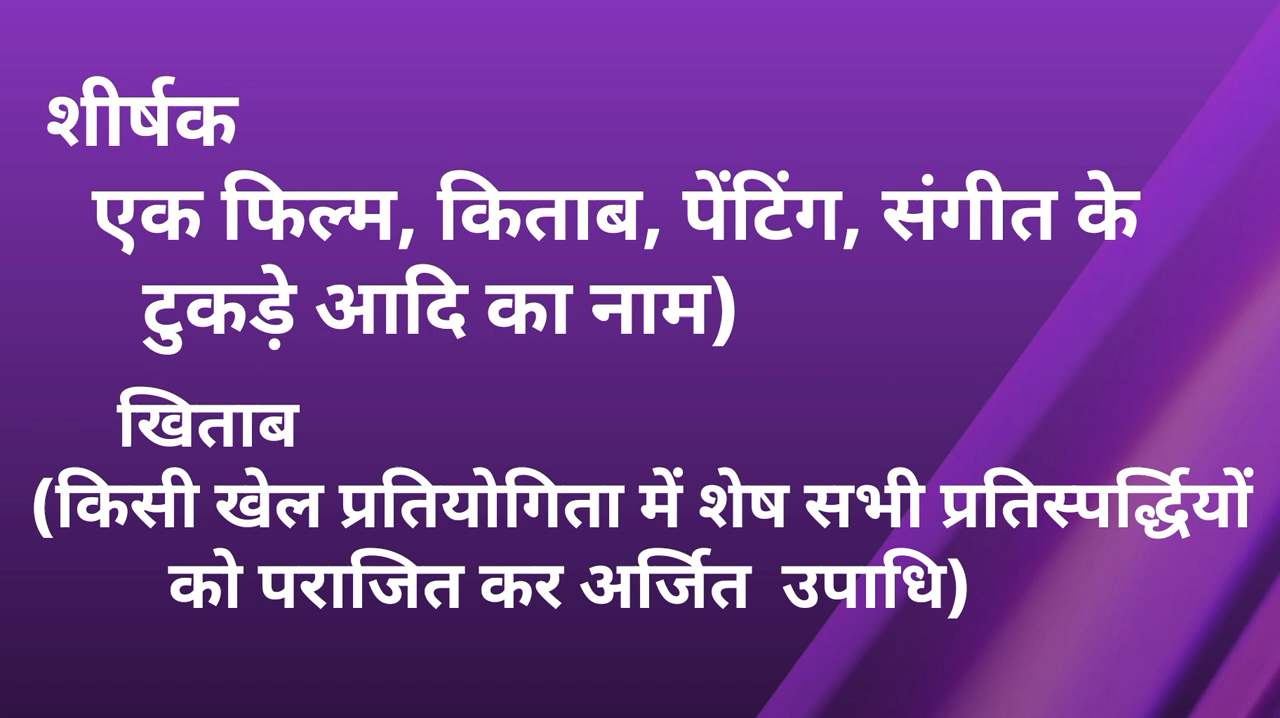 शीर्षक
एक फिल्म, किताब, पेंटिंग, संगीत के
टुकड़े आदि का नाम)
खिताब
(किसी खेल प्रतियोगिता में शेष सभी प्रतिस्पर्द्धियों
को पराजित कर अर्जित उपाधि)